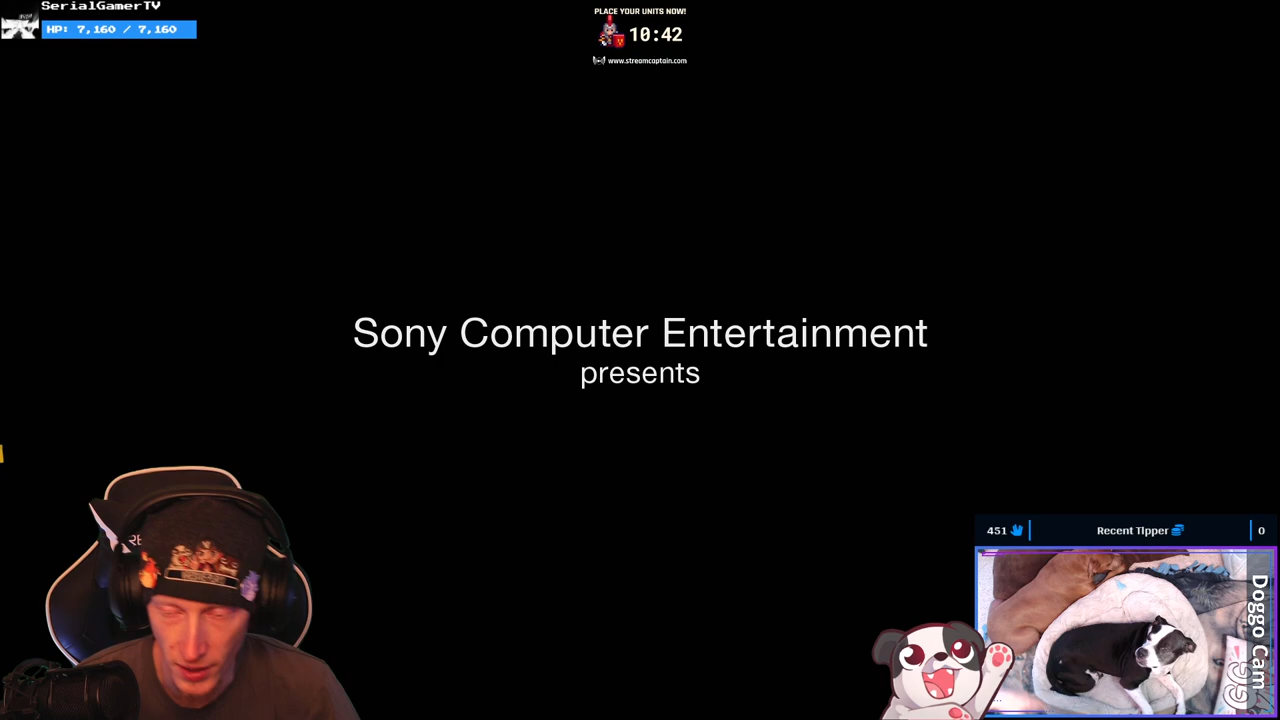 SerialGamerTV
HP: 7,160 / 7,160
PLACE YOUR UNITS NOW!
10:42
www.streamcaptain.com
Sony Computer Entertainment
presents
451
Recent Tipper
0
Doggo Cam